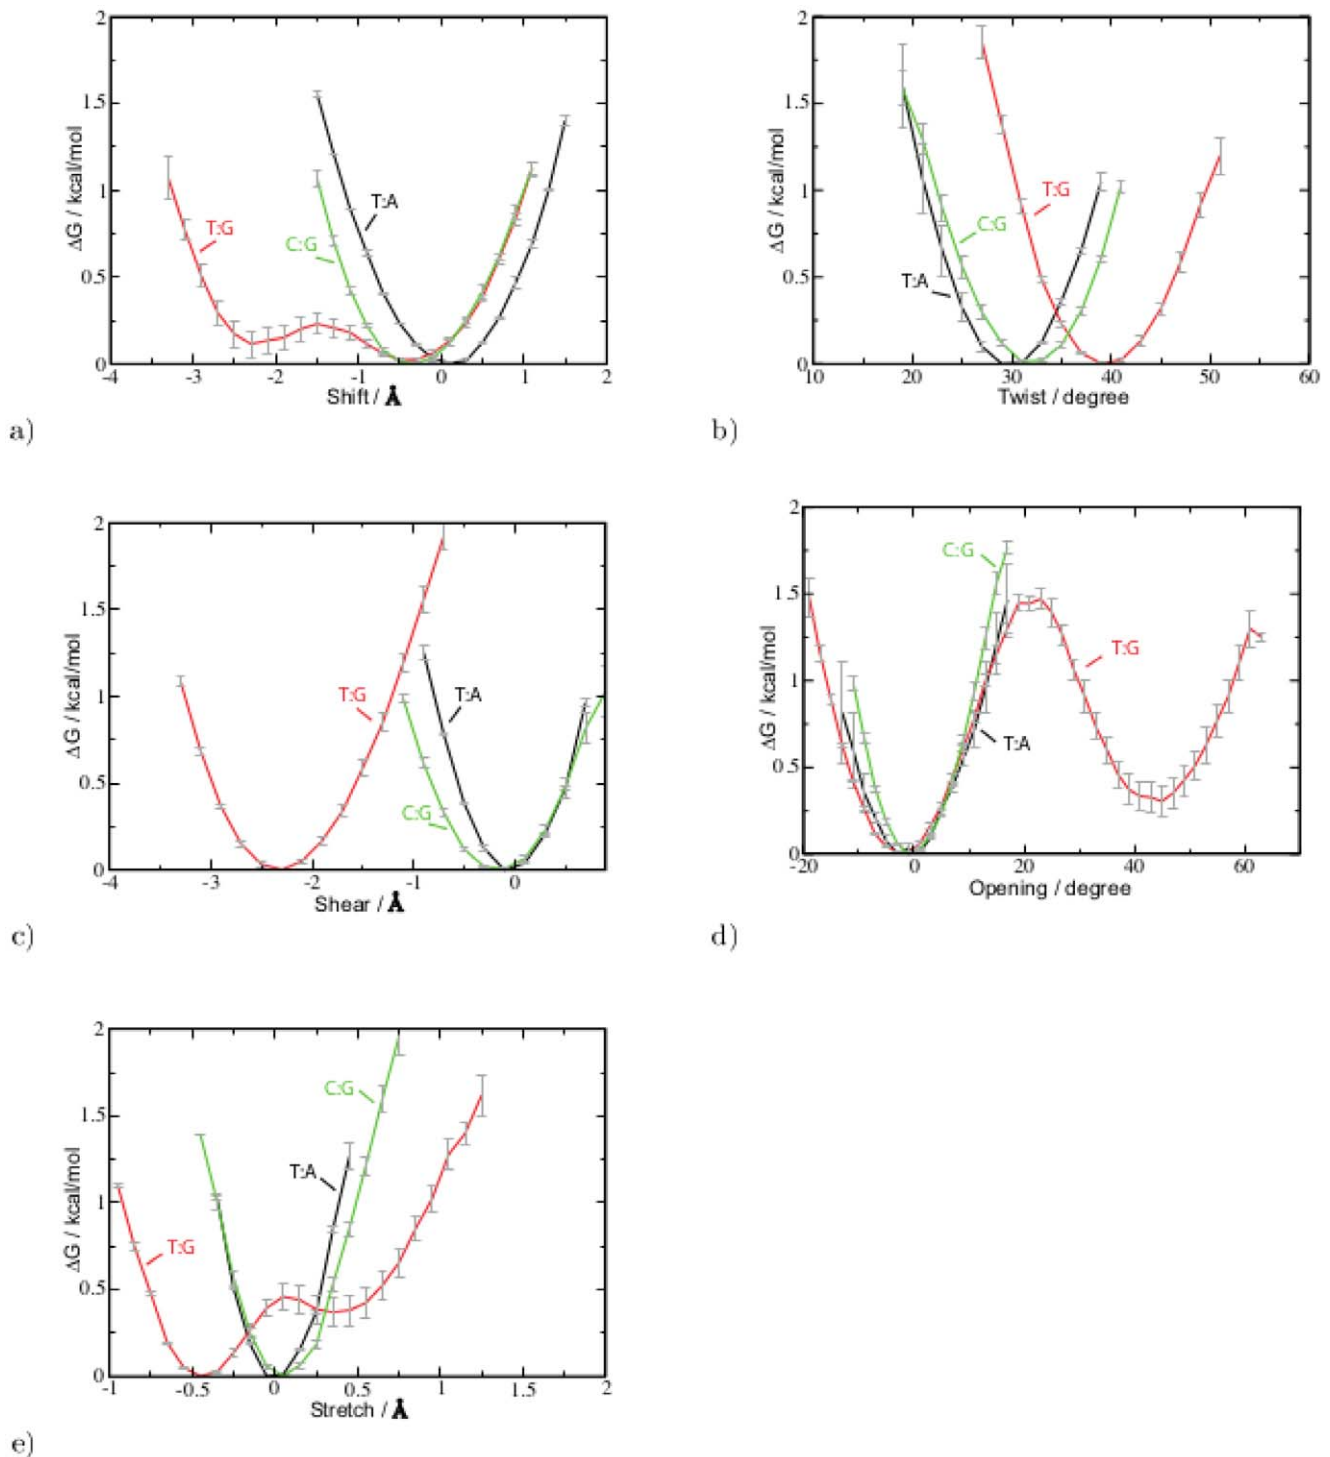 2
1.5
1
0.5
0
ΔG / kcal/mol
T:G
C:G
T:A
-4
-3
-2
-1
0
1
2
Shift / Å
a)
2
1.5
1
0.5
0
ΔG / kcal/mol
T:G
C:G
T:A
10
20
30
40
50
60
Twist / degree
b)
2
1.5
1
0.5
0
ΔG / kcal/mol
T:G
T:A
C:G
-4
-3
-2
-1
0
Shear / Å
c)
2
1.5
1
0.5
0
ΔG / kcal/mol
C:G
T:G
T:A
-20
0
20
40
60
Opening / degree
d)
2
1.5
1
0.5
0
ΔG / kcal/mol
C:G
T:A
T:G
-1
-0.5
0
0.5
1
1.5
2
Stretch / Å
e)